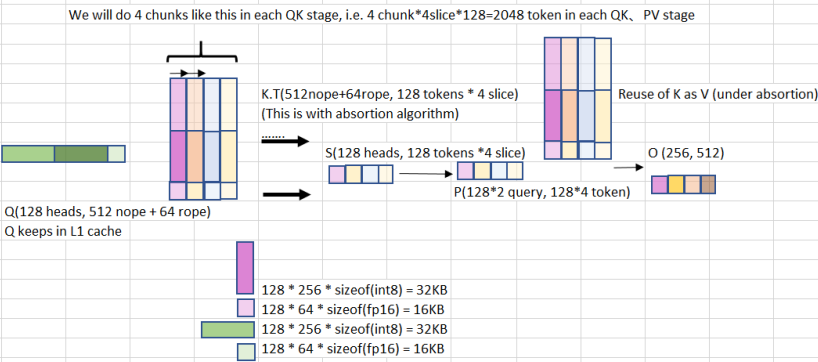 We will do 4 chunks like this in each QK stage, i.e. 4 chunk*4slice*128=2048 token in each QK、PV stage
K.T(512nope+64rope, 128 tokens * 4 slice)
(This is with absortion algorithm)
.......
Reuse of K as V (under absortion)
S(128 heads, 128 tokens *4 slice)
P(128*2 query, 128*4 token)
O (256, 512)
Q(128 heads, 512 nope + 64 rope)
Q keeps in L1 cache
128 * 256 * sizeof(int8) = 32KB
128 * 64 * sizeof(fp16) = 16KB
128 * 256 * sizeof(int8) = 32KB
128 * 64 * sizeof(fp16) = 16KB